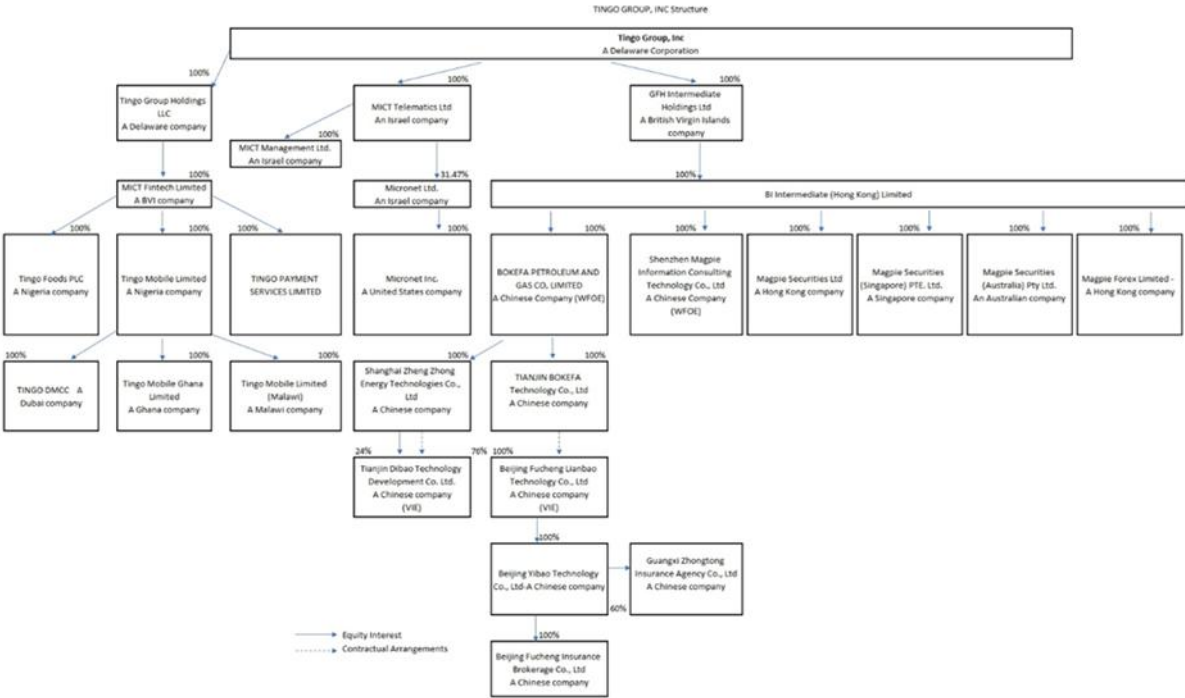 TINGO GROUP, INC Structure
Tingo Group, Inc
A Delaware Corporation
100%
Tingo Group Holdings
LLC
A Delaware company
100%
MICT Telematics Ltd
An Israel company
100%
GFH Intermediate
Holdings Ltd
A British Virgin Islands
company
100%
MICT Management Ltd.
An Israel company
100%
MICT Fintech Limited
A BVI company
31.47%
Micronet Ltd.
An Israel company
100%
BI Intermediate (Hong Kong) Limited
100%
Tingo Foods PLC
A Nigeria company
100%
Tingo Mobile Limited
A Nigeria company
100%
TINGO PAYMENT
SERVICES LIMITED
100%
Micronet Inc.
A United States company
100%
BOKEFA PETROLEUM AND
GAS CO, LIMITED
A Chinese Company (WFOE)
100%
Shenzhen Magpie
Information Consulting
Technology Co., Ltd
A Chinese Company
(WFOE)
100%
Magpie Securities Ltd
A Hong Kong company
100%
Magpie Securities
(Singapore) PTE. Ltd.
A Singapore company
100%
Magpie Securities
(Australia) Pty Ltd.
An Australian company
100%
Magpie Forex Limited -
A Hong Kong company
100%
TINGO DMCC A
Dubai company
100%
Tingo Mobile Ghana
Limited
A Ghana company
100%
Tingo Mobile Limited
(Malawi)
A Malawi company
100%
Shanghai Zheng Zhong
Energy Technologies Co.,
Ltd
A Chinese company
100%
TIANJIN BOKEFA
Technology Co., Ltd
A Chinese company
24%
76%
Tianjin Dibao Technology
Development Co. Ltd.
A Chinese company
(VIE)
100%
Beijing Fucheng Lianbao
Technology Co., Ltd
A Chinese company
(VIE)
100%
Beijing Yibao Technology
Co., Ltd-A Chinese company
60%
Guangxi Zhongtong
Insurance Agency Co., Ltd
A Chinese company
100%
Beijing Fucheng Insurance
Brokerage Co., Ltd
A Chinese company
Equity Interest
Contractual Arrangements